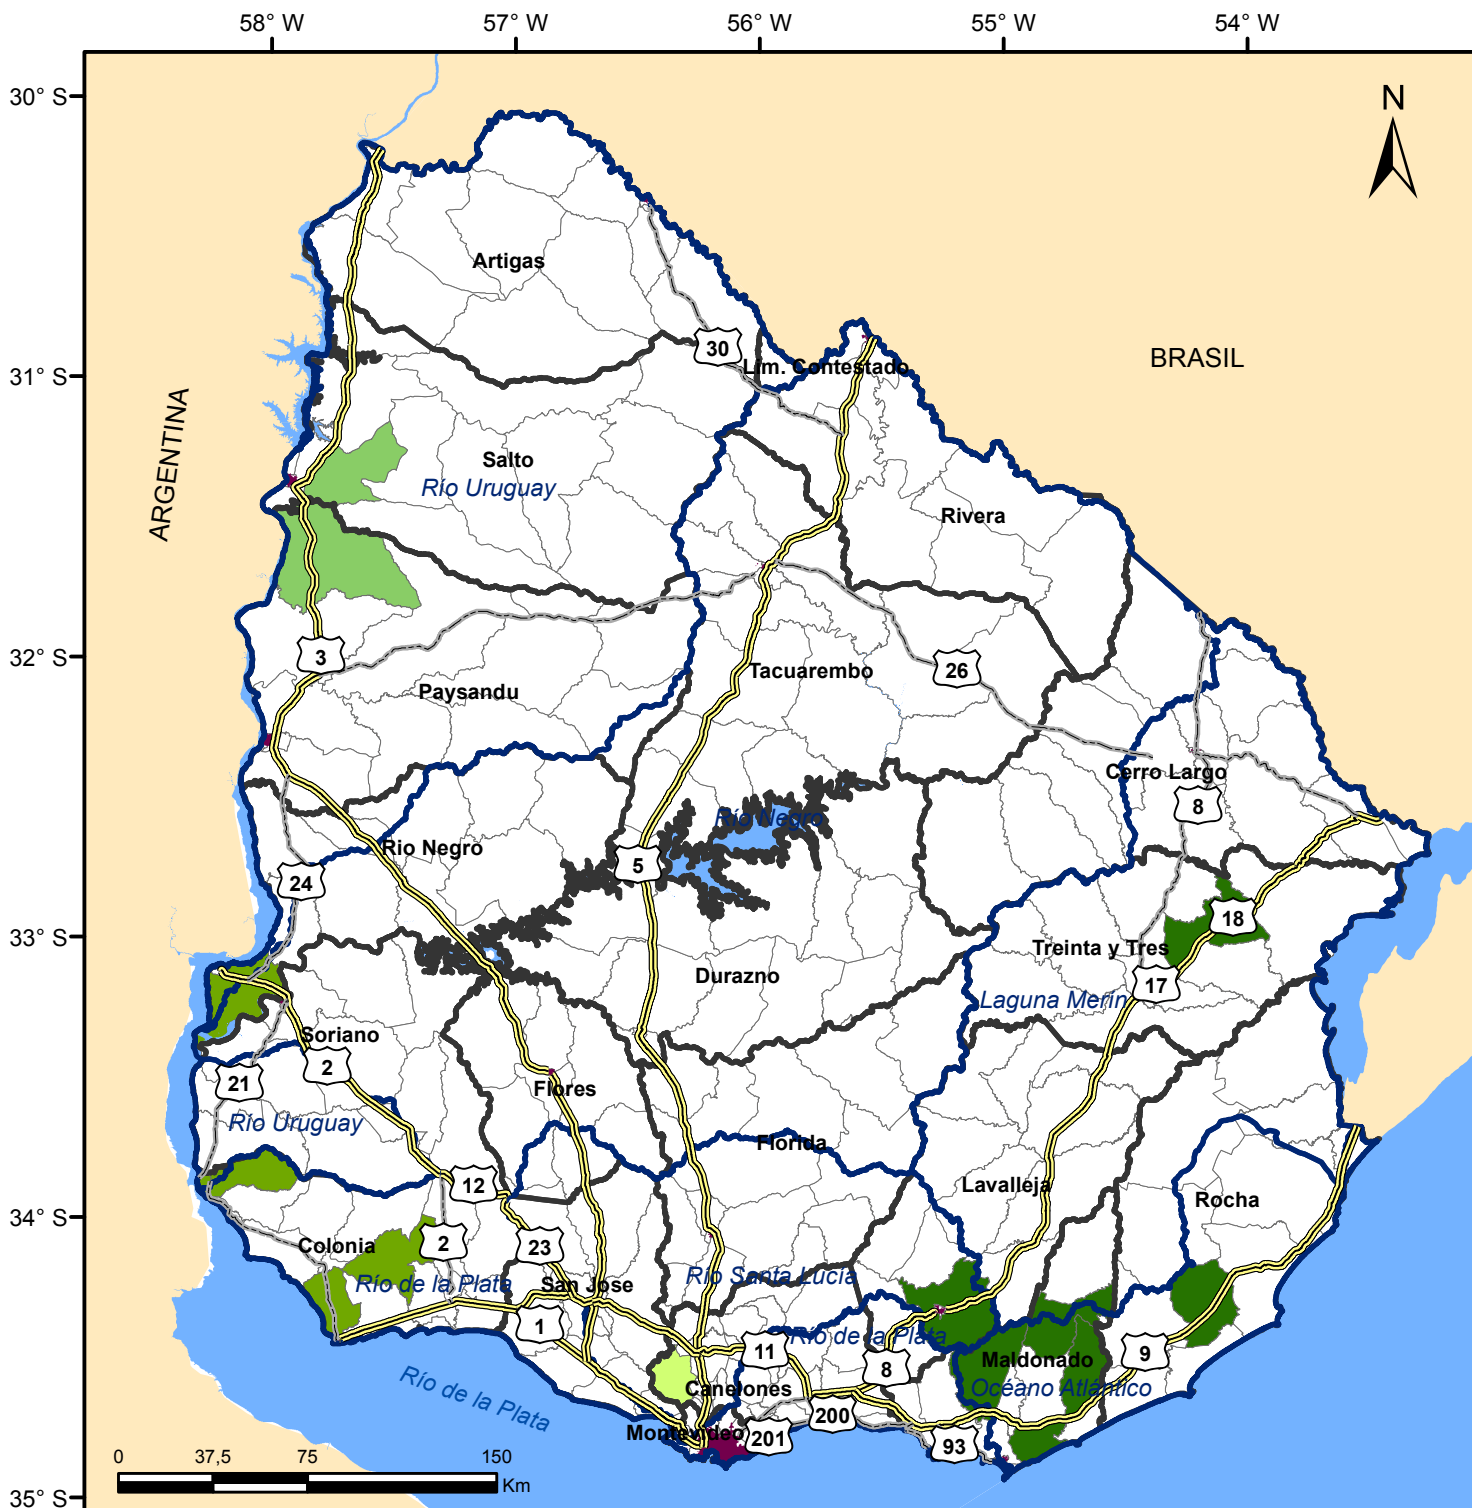 58° W
57° W
56° W
55° W
54° W
30° S
N
Artigas
30
BRASIL
Lím. Contestado
31° S
ARGENTINA
Salto
Río Uruguay
Rivera
32° S
3
Tacuarembo
26
Paysandu
Cerro Largo
8
Río Negro
Rio Negro
5
24
18
33° S
Treinta y Tres
Durazno
17
Laguna Merín
Soriano
2
21
Flores
Río Uruguay
Florida
12
Lavalleja
Rocha
34° S
Colonia
2
23
Río de la Plata
San Jose
Río Santa Lucía
1
Río de la Plata
11
8
Maldonado
9
Océano Atlántico
Canelones
Río de la Plata
200
Montevideo
201
93
0
37,5
75
150
Km
35° S